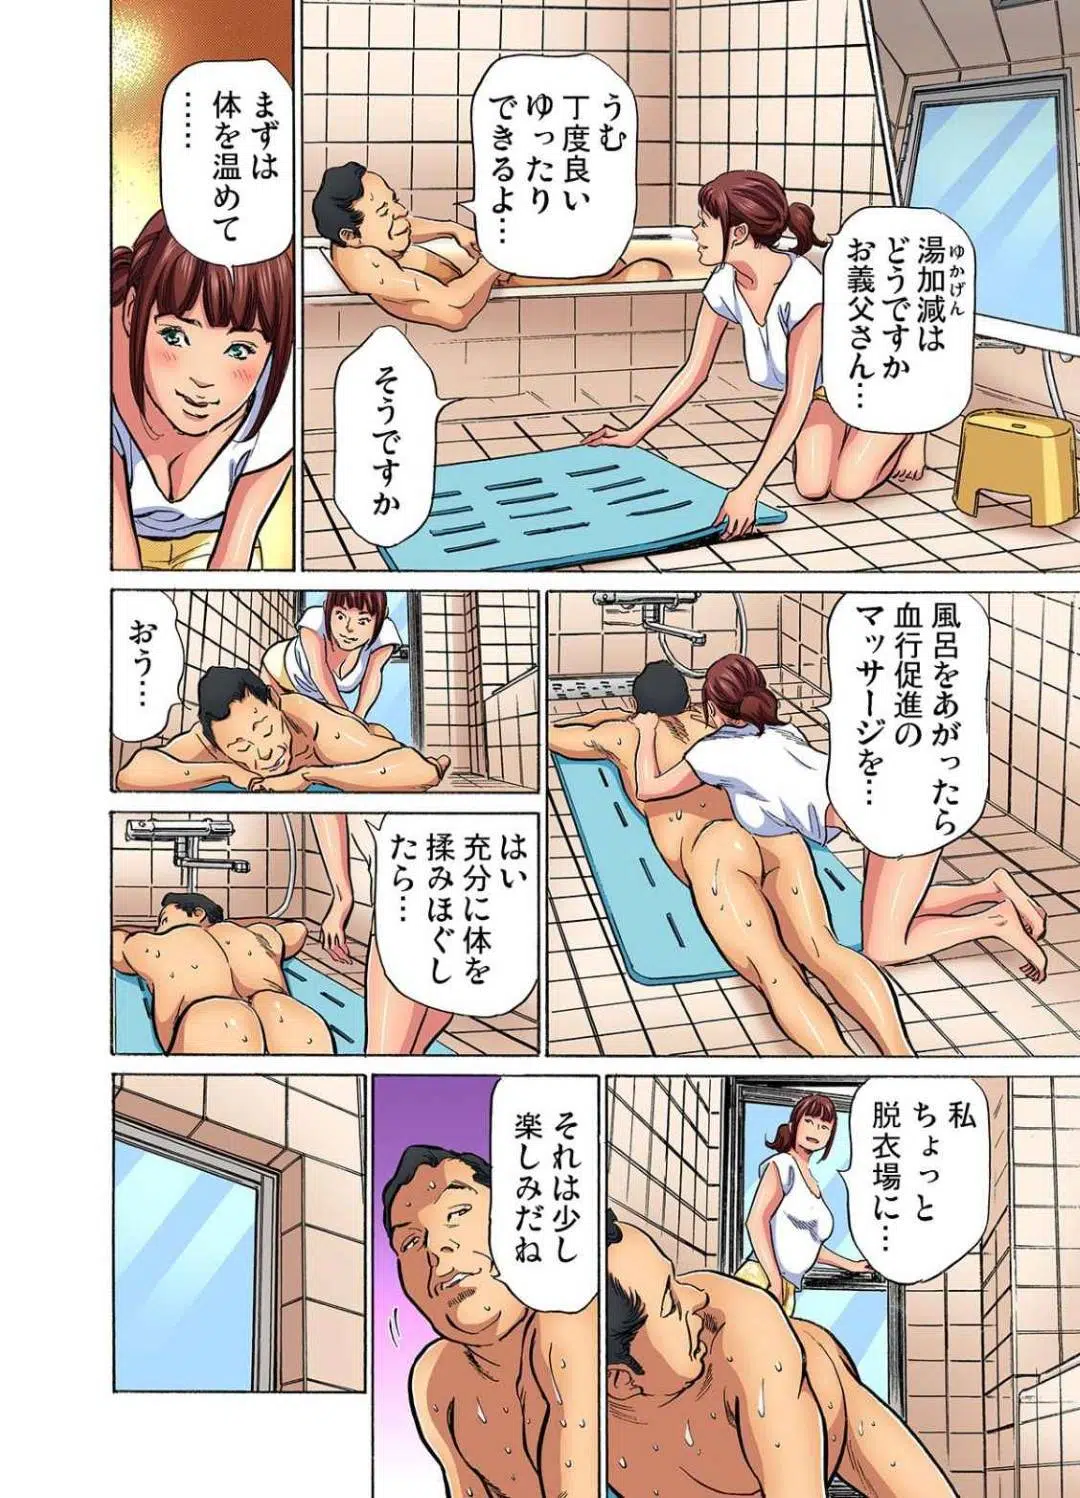 湯加減は
ゆかげん
どうですか
お義父さん…
うむ
丁度良い
ゆったり
できるよ…
そうですか
まずは
体を温めて
……
風呂をあがったら
血行促進の
マッサージを…
おう…
はい
充分に体を
揉みほぐし
たら…
私
ちょっと
脱衣場に…
それは少し
楽しみだね